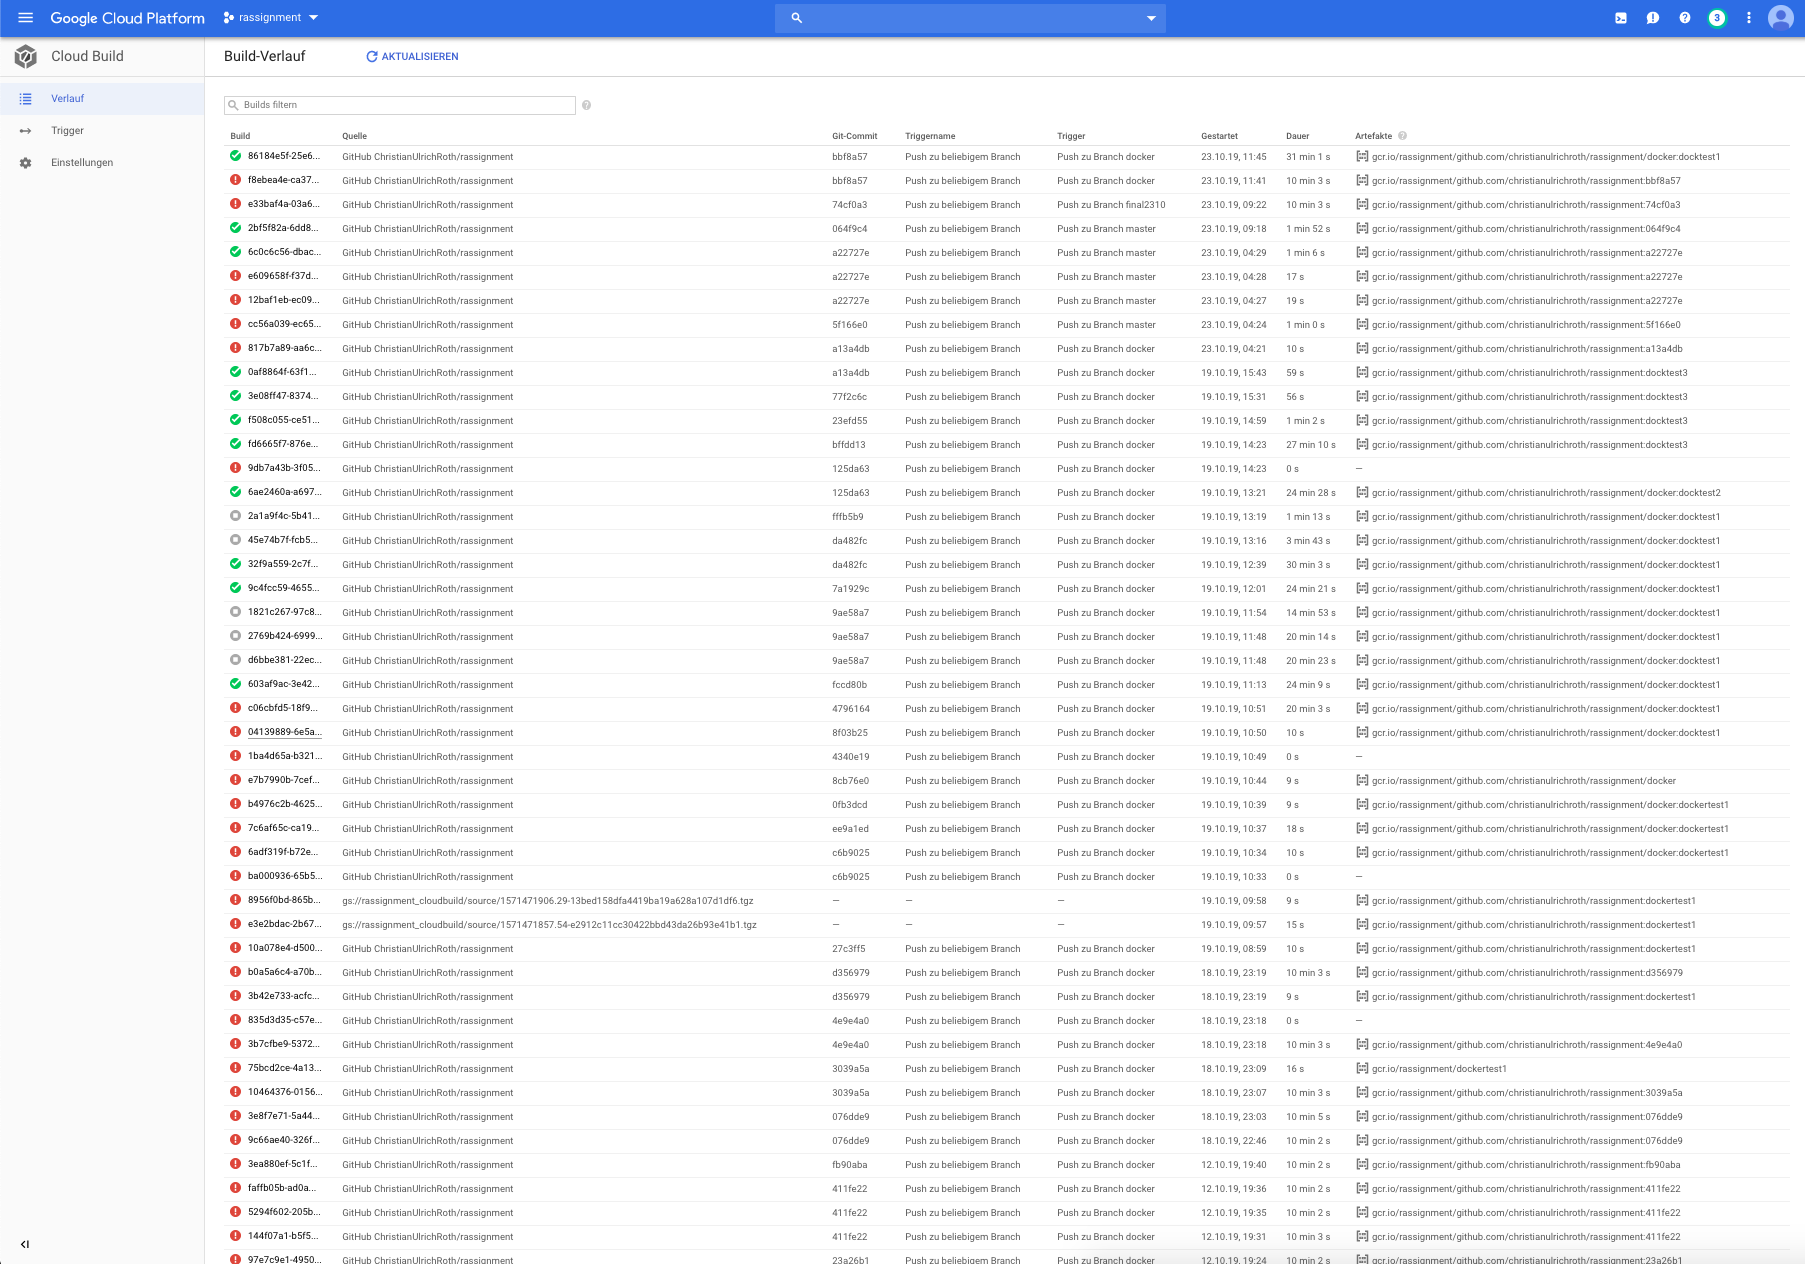 Google Cloud Platform rassignment 3
Cloud Build Build-Verlauf AKTUALISIEREN
Verlauf
Trigger
Einstellungen
Builds filtern
Build Quelle Git-Commit Triggername Trigger Gestartet Dauer Artefakte
86184e5f-25e6... GitHub ChristianUlrichRoth/rassignment bbf8a57 Push zu beliebigem Branch Push zu Branch docker 23.10.19, 11:45 31 min 1 s gcr.io/rassignment/github.com/christianulrichroth/rassignment/docker:docktest1
f8ebea4e-ca37... GitHub ChristianUlrichRoth/rassignment bbf8a57 Push zu beliebigem Branch Push zu Branch docker 23.10.19, 11:41 10 min 3 s gcr.io/rassignment/github.com/christianulrichroth/rassignment:bbf8a57
e33baf4a-03a6... GitHub ChristianUlrichRoth/rassignment 74cf0a3 Push zu beliebigem Branch Push zu Branch final2310 23.10.19, 09:22 10 min 3 s gcr.io/rassignment/github.com/christianulrichroth/rassignment:74cf0a3
2bf5f82a-6dd8... GitHub ChristianUlrichRoth/rassignment 064f9c4 Push zu beliebigem Branch Push zu Branch master 23.10.19, 09:18 1 min 52 s gcr.io/rassignment/github.com/christianulrichroth/rassignment:064f9c4
6c0c6c56-dbac... GitHub ChristianUlrichRoth/rassignment a22727e Push zu beliebigem Branch Push zu Branch master 23.10.19, 04:29 1 min 6 s gcr.io/rassignment/github.com/christianulrichroth/rassignment:a22727e
e609658f-f37d... GitHub ChristianUlrichRoth/rassignment a22727e Push zu beliebigem Branch Push zu Branch master 23.10.19, 04:28 17 s gcr.io/rassignment/github.com/christianulrichroth/rassignment:a22727e
12baf1eb-ec09... GitHub ChristianUlrichRoth/rassignment a22727e Push zu beliebigem Branch Push zu Branch master 23.10.19, 04:27 19 s gcr.io/rassignment/github.com/christianulrichroth/rassignment:a22727e
cc56a039-ec65... GitHub ChristianUlrichRoth/rassignment 5f166e0 Push zu beliebigem Branch Push zu Branch master 23.10.19, 04:24 1 min 0 s gcr.io/rassignment/github.com/christianulrichroth/rassignment:5f166e0
817b7a89-aa6c... GitHub ChristianUlrichRoth/rassignment a13a4db Push zu beliebigem Branch Push zu Branch docker 23.10.19, 04:21 10 s gcr.io/rassignment/github.com/christianulrichroth/rassignment:a13a4db
0af8864f-63f1... GitHub ChristianUlrichRoth/rassignment a13a4db Push zu beliebigem Branch Push zu Branch docker 19.10.19, 15:43 59 s gcr.io/rassignment/github.com/christianulrichroth/rassignment:docktest3
3e08ff47-8374... GitHub ChristianUlrichRoth/rassignment 77f2c6c Push zu beliebigem Branch Push zu Branch docker 19.10.19, 15:31 56 s gcr.io/rassignment/github.com/christianulrichroth/rassignment:docktest3
f508c055-ce51... GitHub ChristianUlrichRoth/rassignment 23efd55 Push zu beliebigem Branch Push zu Branch docker 19.10.19, 14:59 1 min 2 s gcr.io/rassignment/github.com/christianulrichroth/rassignment:docktest3
fd6665f7-876e... GitHub ChristianUlrichRoth/rassignment bffdd13 Push zu beliebigem Branch Push zu Branch docker 19.10.19, 14:23 27 min 10 s gcr.io/rassignment/github.com/christianulrichroth/rassignment:docktest3
9db7a43b-3f05... GitHub ChristianUlrichRoth/rassignment 125da63 Push zu beliebigem Branch Push zu Branch docker 19.10.19, 14:23 0 s —
6ae2460a-a697... GitHub ChristianUlrichRoth/rassignment 125da63 Push zu beliebigem Branch Push zu Branch docker 19.10.19, 13:21 24 min 28 s gcr.io/rassignment/github.com/christianulrichroth/rassignment/docker:docktest2
2a1a9f4c-5b41... GitHub ChristianUlrichRoth/rassignment fffb5b9 Push zu beliebigem Branch Push zu Branch docker 19.10.19, 13:19 1 min 13 s gcr.io/rassignment/github.com/christianulrichroth/rassignment/docker:docktest1
45e74b7f-fcb5... GitHub ChristianUlrichRoth/rassignment da482fc Push zu beliebigem Branch Push zu Branch docker 19.10.19, 13:16 3 min 43 s gcr.io/rassignment/github.com/christianulrichroth/rassignment/docker:docktest1
32f9a559-2c7f... GitHub ChristianUlrichRoth/rassignment da482fc Push zu beliebigem Branch Push zu Branch docker 19.10.19, 12:39 30 min 3 s gcr.io/rassignment/github.com/christianulrichroth/rassignment/docker:docktest1
9c4fcc59-4655... GitHub ChristianUlrichRoth/rassignment 7a1929c Push zu beliebigem Branch Push zu Branch docker 19.10.19, 12:01 24 min 21 s gcr.io/rassignment/github.com/christianulrichroth/rassignment/docker:docktest1
1821c267-97c8... GitHub ChristianUlrichRoth/rassignment 9ae58a7 Push zu beliebigem Branch Push zu Branch docker 19.10.19, 11:54 14 min 53 s gcr.io/rassignment/github.com/christianulrichroth/rassignment/docker:docktest1
2769b424-6999... GitHub ChristianUlrichRoth/rassignment 9ae58a7 Push zu beliebigem Branch Push zu Branch docker 19.10.19, 11:48 20 min 14 s gcr.io/rassignment/github.com/christianulrichroth/rassignment/docker:docktest1
d6bbe381-22ec... GitHub ChristianUlrichRoth/rassignment 9ae58a7 Push zu beliebigem Branch Push zu Branch docker 19.10.19, 11:48 20 min 23 s gcr.io/rassignment/github.com/christianulrichroth/rassignment/docker:docktest1
603af9ac-3e42... GitHub ChristianUlrichRoth/rassignment fccd80b Push zu beliebigem Branch Push zu Branch docker 19.10.19, 11:13 24 min 9 s gcr.io/rassignment/github.com/christianulrichroth/rassignment/docker:docktest1
c06cbfd5-18f9... GitHub ChristianUlrichRoth/rassignment 4796164 Push zu beliebigem Branch Push zu Branch docker 19.10.19, 10:51 20 min 3 s gcr.io/rassignment/github.com/christianulrichroth/rassignment/docker:docktest1
04139889-6e5a... GitHub ChristianUlrichRoth/rassignment 8f03b25 Push zu beliebigem Branch Push zu Branch docker 19.10.19, 10:50 10 s gcr.io/rassignment/github.com/christianulrichroth/rassignment/docker:docktest1
1ba4d65a-b321... GitHub ChristianUlrichRoth/rassignment 4340e19 Push zu beliebigem Branch Push zu Branch docker 19.10.19, 10:49 0 s —
e7b7990b-7cef... GitHub ChristianUlrichRoth/rassignment 8cb76e0 Push zu beliebigem Branch Push zu Branch docker 19.10.19, 10:44 9 s gcr.io/rassignment/github.com/christianulrichroth/rassignment/docker
b4976c2b-4625... GitHub ChristianUlrichRoth/rassignment 0fb3dcd Push zu beliebigem Branch Push zu Branch docker 19.10.19, 10:39 9 s gcr.io/rassignment/github.com/christianulrichroth/rassignment/docker:dockertest1
7c6af65c-ca19... GitHub ChristianUlrichRoth/rassignment ee9a1ed Push zu beliebigem Branch Push zu Branch docker 19.10.19, 10:37 18 s gcr.io/rassignment/github.com/christianulrichroth/rassignment/docker:dockertest1
6adf319f-b72e... GitHub ChristianUlrichRoth/rassignment c6b9025 Push zu beliebigem Branch Push zu Branch docker 19.10.19, 10:34 10 s gcr.io/rassignment/github.com/christianulrichroth/rassignment/docker:dockertest1
ba000936-65b5... GitHub ChristianUlrichRoth/rassignment c6b9025 Push zu beliebigem Branch Push zu Branch docker 19.10.19, 10:33 0 s —
8956f0bd-865b... gs://rassignment_cloudbuild/source/1571471906.29-13bed158dfa4419ba19a628a107d1df6.tgz — — — 19.10.19, 09:58 9 s gcr.io/rassignment/github.com/christianulrichroth/rassignment:dockertest1
e3e2bdac-2b67... gs://rassignment_cloudbuild/source/1571471857.54-e2912c11cc30422bbd43da26b93e41b1.tgz — — — 19.10.19, 09:57 15 s gcr.io/rassignment/github.com/christianulrichroth/rassignment:dockertest1
10a078e4-d500... GitHub ChristianUlrichRoth/rassignment 27c3ff5 Push zu beliebigem Branch Push zu Branch docker 19.10.19, 08:59 10 s gcr.io/rassignment/github.com/christianulrichroth/rassignment:dockertest1
b0a5a6c4-a70b... GitHub ChristianUlrichRoth/rassignment d356979 Push zu beliebigem Branch Push zu Branch docker 18.10.19, 23:19 10 min 3 s gcr.io/rassignment/github.com/christianulrichroth/rassignment:d356979
3b42e733-acfc... GitHub ChristianUlrichRoth/rassignment d356979 Push zu beliebigem Branch Push zu Branch docker 18.10.19, 23:19 9 s gcr.io/rassignment/github.com/christianulrichroth/rassignment:dockertest1
835d3d35-c57e... GitHub ChristianUlrichRoth/rassignment 4e9e4a0 Push zu beliebigem Branch Push zu Branch docker 18.10.19, 23:18 0 s —
3b7cfbe9-5372... GitHub ChristianUlrichRoth/rassignment 4e9e4a0 Push zu beliebigem Branch Push zu Branch docker 18.10.19, 23:18 10 min 3 s gcr.io/rassignment/github.com/christianulrichroth/rassignment:4e9e4a0
75bcd2ce-4a13... GitHub ChristianUlrichRoth/rassignment 3039a5a Push zu beliebigem Branch Push zu Branch docker 18.10.19, 23:09 16 s gcr.io/rassignment/dockertest1
10464376-0156... GitHub ChristianUlrichRoth/rassignment 3039a5a Push zu beliebigem Branch Push zu Branch docker 18.10.19, 23:07 10 min 3 s gcr.io/rassignment/github.com/christianulrichroth/rassignment:3039a5a
3e8f7e71-5a44... GitHub ChristianUlrichRoth/rassignment 076dde9 Push zu beliebigem Branch Push zu Branch docker 18.10.19, 23:03 10 min 5 s gcr.io/rassignment/github.com/christianulrichroth/rassignment:076dde9
9c66ae40-326f... GitHub ChristianUlrichRoth/rassignment 076dde9 Push zu beliebigem Branch Push zu Branch docker 18.10.19, 22:46 10 min 2 s gcr.io/rassignment/github.com/christianulrichroth/rassignment:076dde9
3ea880ef-5c1f... GitHub ChristianUlrichRoth/rassignment fb90aba Push zu beliebigem Branch Push zu Branch docker 12.10.19, 19:40 10 min 2 s gcr.io/rassignment/github.com/christianulrichroth/rassignment:fb90aba
faffb05b-ad0a... GitHub ChristianUlrichRoth/rassignment 411fe22 Push zu beliebigem Branch Push zu Branch docker 12.10.19, 19:36 10 min 2 s gcr.io/rassignment/github.com/christianulrichroth/rassignment:411fe22
5294f602-205b... GitHub ChristianUlrichRoth/rassignment 411fe22 Push zu beliebigem Branch Push zu Branch docker 12.10.19, 19:35 10 min 2 s gcr.io/rassignment/github.com/christianulrichroth/rassignment:411fe22
144f07a1-b5f5... GitHub ChristianUlrichRoth/rassignment 411fe22 Push zu beliebigem Branch Push zu Branch docker 12.10.19, 19:31 10 min 3 s gcr.io/rassignment/github.com/christianulrichroth/rassignment:411fe22
97e7c9e1-4950... GitHub ChristianUlrichRoth/rassignment 23a26b1 Push zu beliebigem Branch Push zu Branch docker 12.10.19, 19:24 10 min 2 s gcr.io/rassignment/github.com/christianulrichroth/rassignment:23a26b1